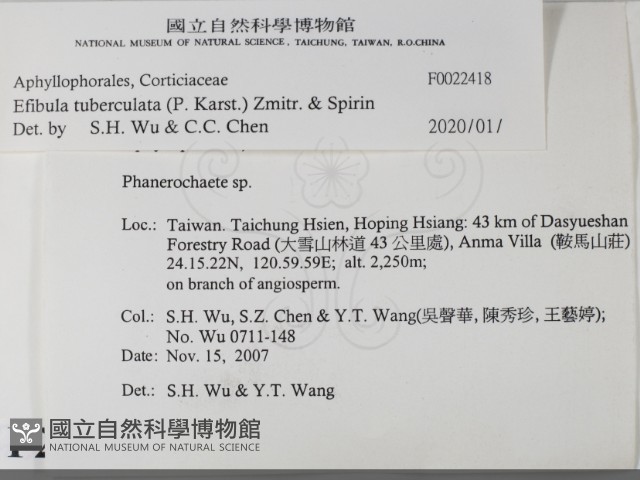 國立自然科學博物館
NATIONAL MUSEUM OF NATURAL SCIENCE, TAICHUNG, TAIWAN, R.O.CHINA
Aphyllophorales, Corticiaceae F0022418
Efibula tuberculata (P. Karst.) Zmitr. & Spirin
Det. by S.H. Wu & C.C. Chen 2020/01/
Phanerochaete sp.
Loc.: Taiwan. Taichung Hsien, Hoping Hsiang: 43 km of Dasyueshan
Forestry Road (大雪山林道 43 公里處), Anma Villa (鞍馬山莊)
24.15.22N, 120.59.59E; alt. 2,250m;
on branch of angiosperm.
Col.: S.H. Wu, S.Z. Chen & Y.T. Wang(吳聲華, 陳秀珍, 王藝婷);
No. Wu 0711-148
Date: Nov. 15, 2007
Det.: S.H. Wu & Y.T. Wang
國立自然科學博物館
NATIONAL MUSEUM OF NATURAL SCIENCE